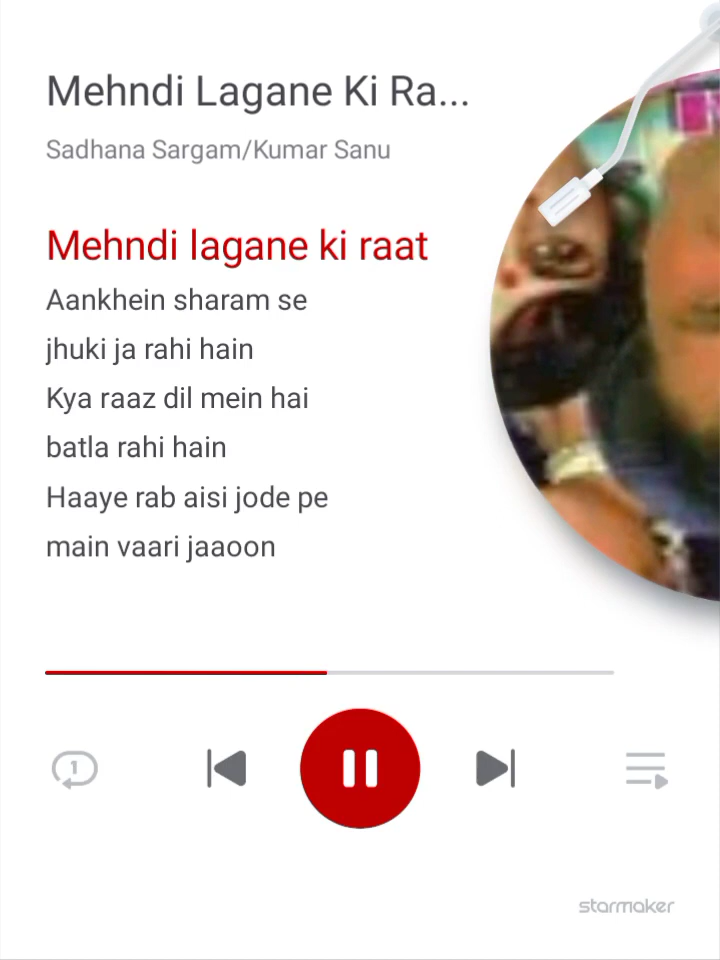 Mehndi Lagane Ki Ra...
Sadhana Sargam/Kumar Sanu
Mehndi lagane ki raat
Aankhein sharam se
jhuki ja rahi hain
Kya raaz dil mein hai
batla rahi hain
Haaye rab aisi jode pe
main vaari jaaoon
1
starmaker